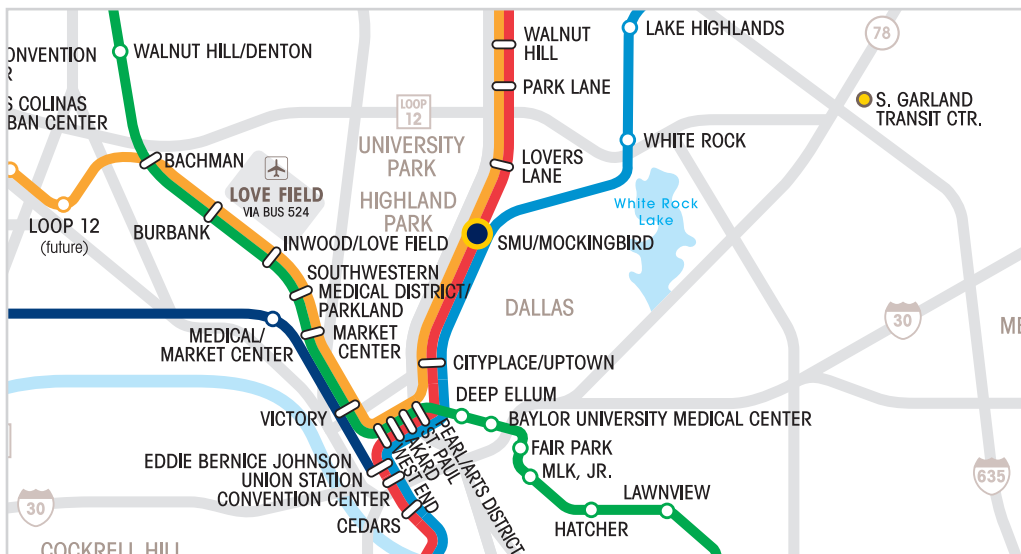 WALNUT HILL/DENTON
WALNUT
HILL
LAKE HIGHLANDS
78
ONVENTION
R
PARK LANE
S COLINAS
BAN CENTER
LOOP
12
S. GARLAND
TRANSIT CTR.
UNIVERSITY
PARK
WHITE ROCK
BACHMAN
LOVERS
LANE
LOVE FIELD
VIA BUS 524
HIGHLAND
PARK
White Rock
Lake
LOOP 12
(future)
BURBANK
INWOOD/LOVE FIELD
SMU/MOCKINGBIRD
SOUTHWESTERN
MEDICAL DISTRICT/
PARKLAND
DALLAS
30
ME
MEDICAL/
MARKET CENTER
MARKET
CENTER
CITYPLACE/UPTOWN
DEEP ELLUM
VICTORY
BAYLOR UNIVERSITY MEDICAL CENTER
PEARL/ARTS DISTRICT
ST. PAUL
AKARD
WEST END
FAIR PARK
MLK, JR.
EDDIE BERNICE JOHNSON
UNION STATION
CONVENTION CENTER
635
LAWNVIEW
30
CEDARS
HATCHER
COCKRELL HILL